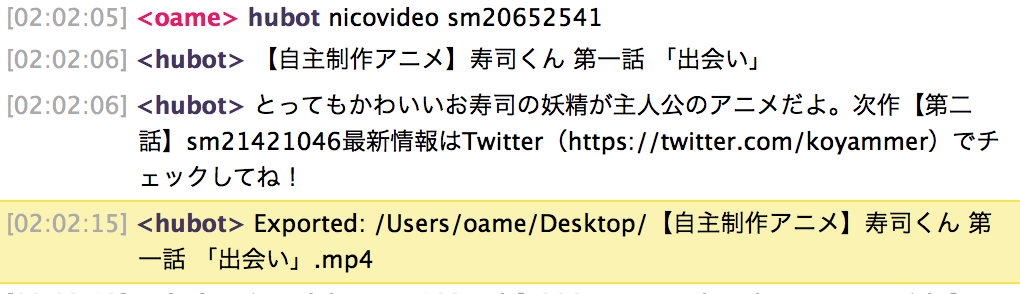 [02:02:05] <oame> hubot nicovideo sm20652541
[02:02:06] <hubot> 【自主制作アニメ】寿司くん 第一話 「出会い」
[02:02:06] <hubot> とってもかわいいお寿司の妖精が主人公のアニメだよ。次作【第二
話】sm21421046最新情報はTwitter（https://twitter.com/koyammer）でチ
ェックしてね！
[02:02:15] <hubot> Exported: /Users/oame/Desktop/【自主制作アニメ】寿司くん 第
一話 「出会い」.mp4